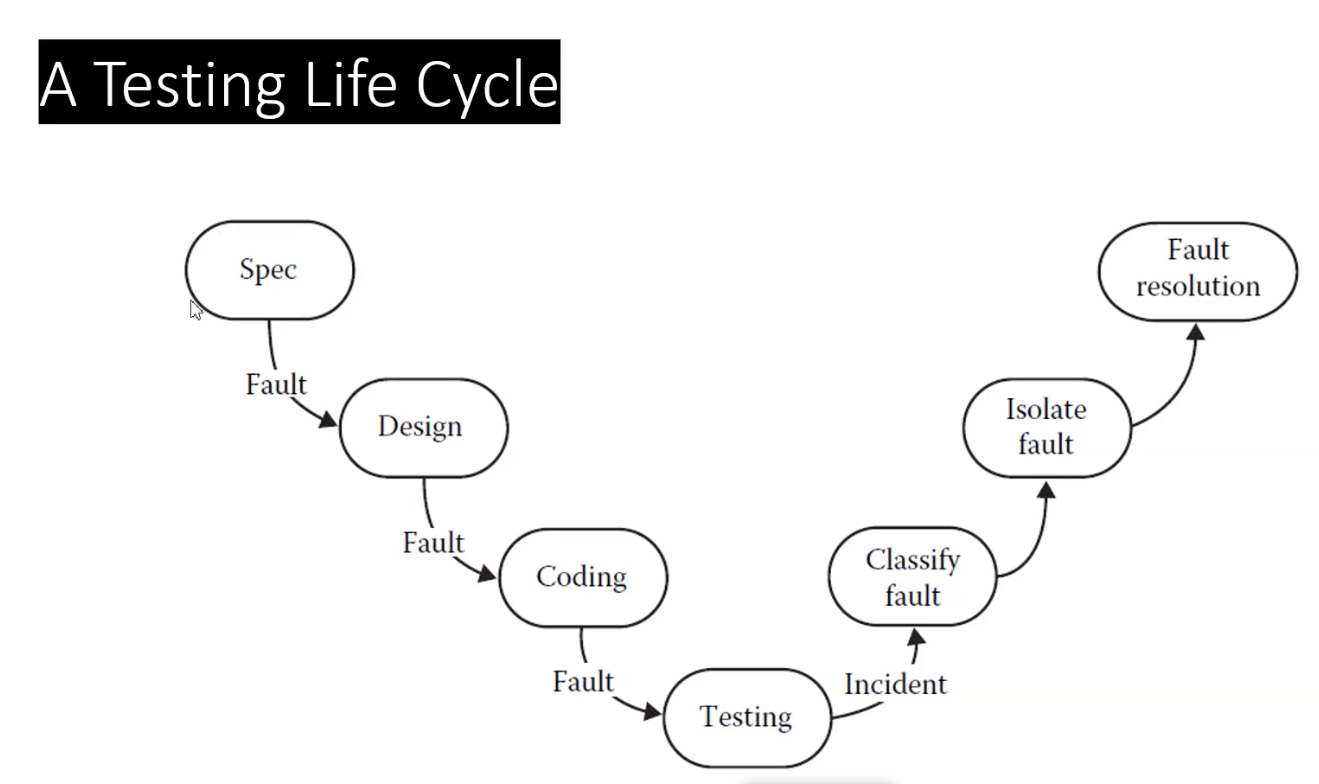 A Testing Life Cycle
Spec
Fault
Design
Fault
Coding
Fault
Testing
Incident
Classify
fault
Isolate
fault
Fault
resolution